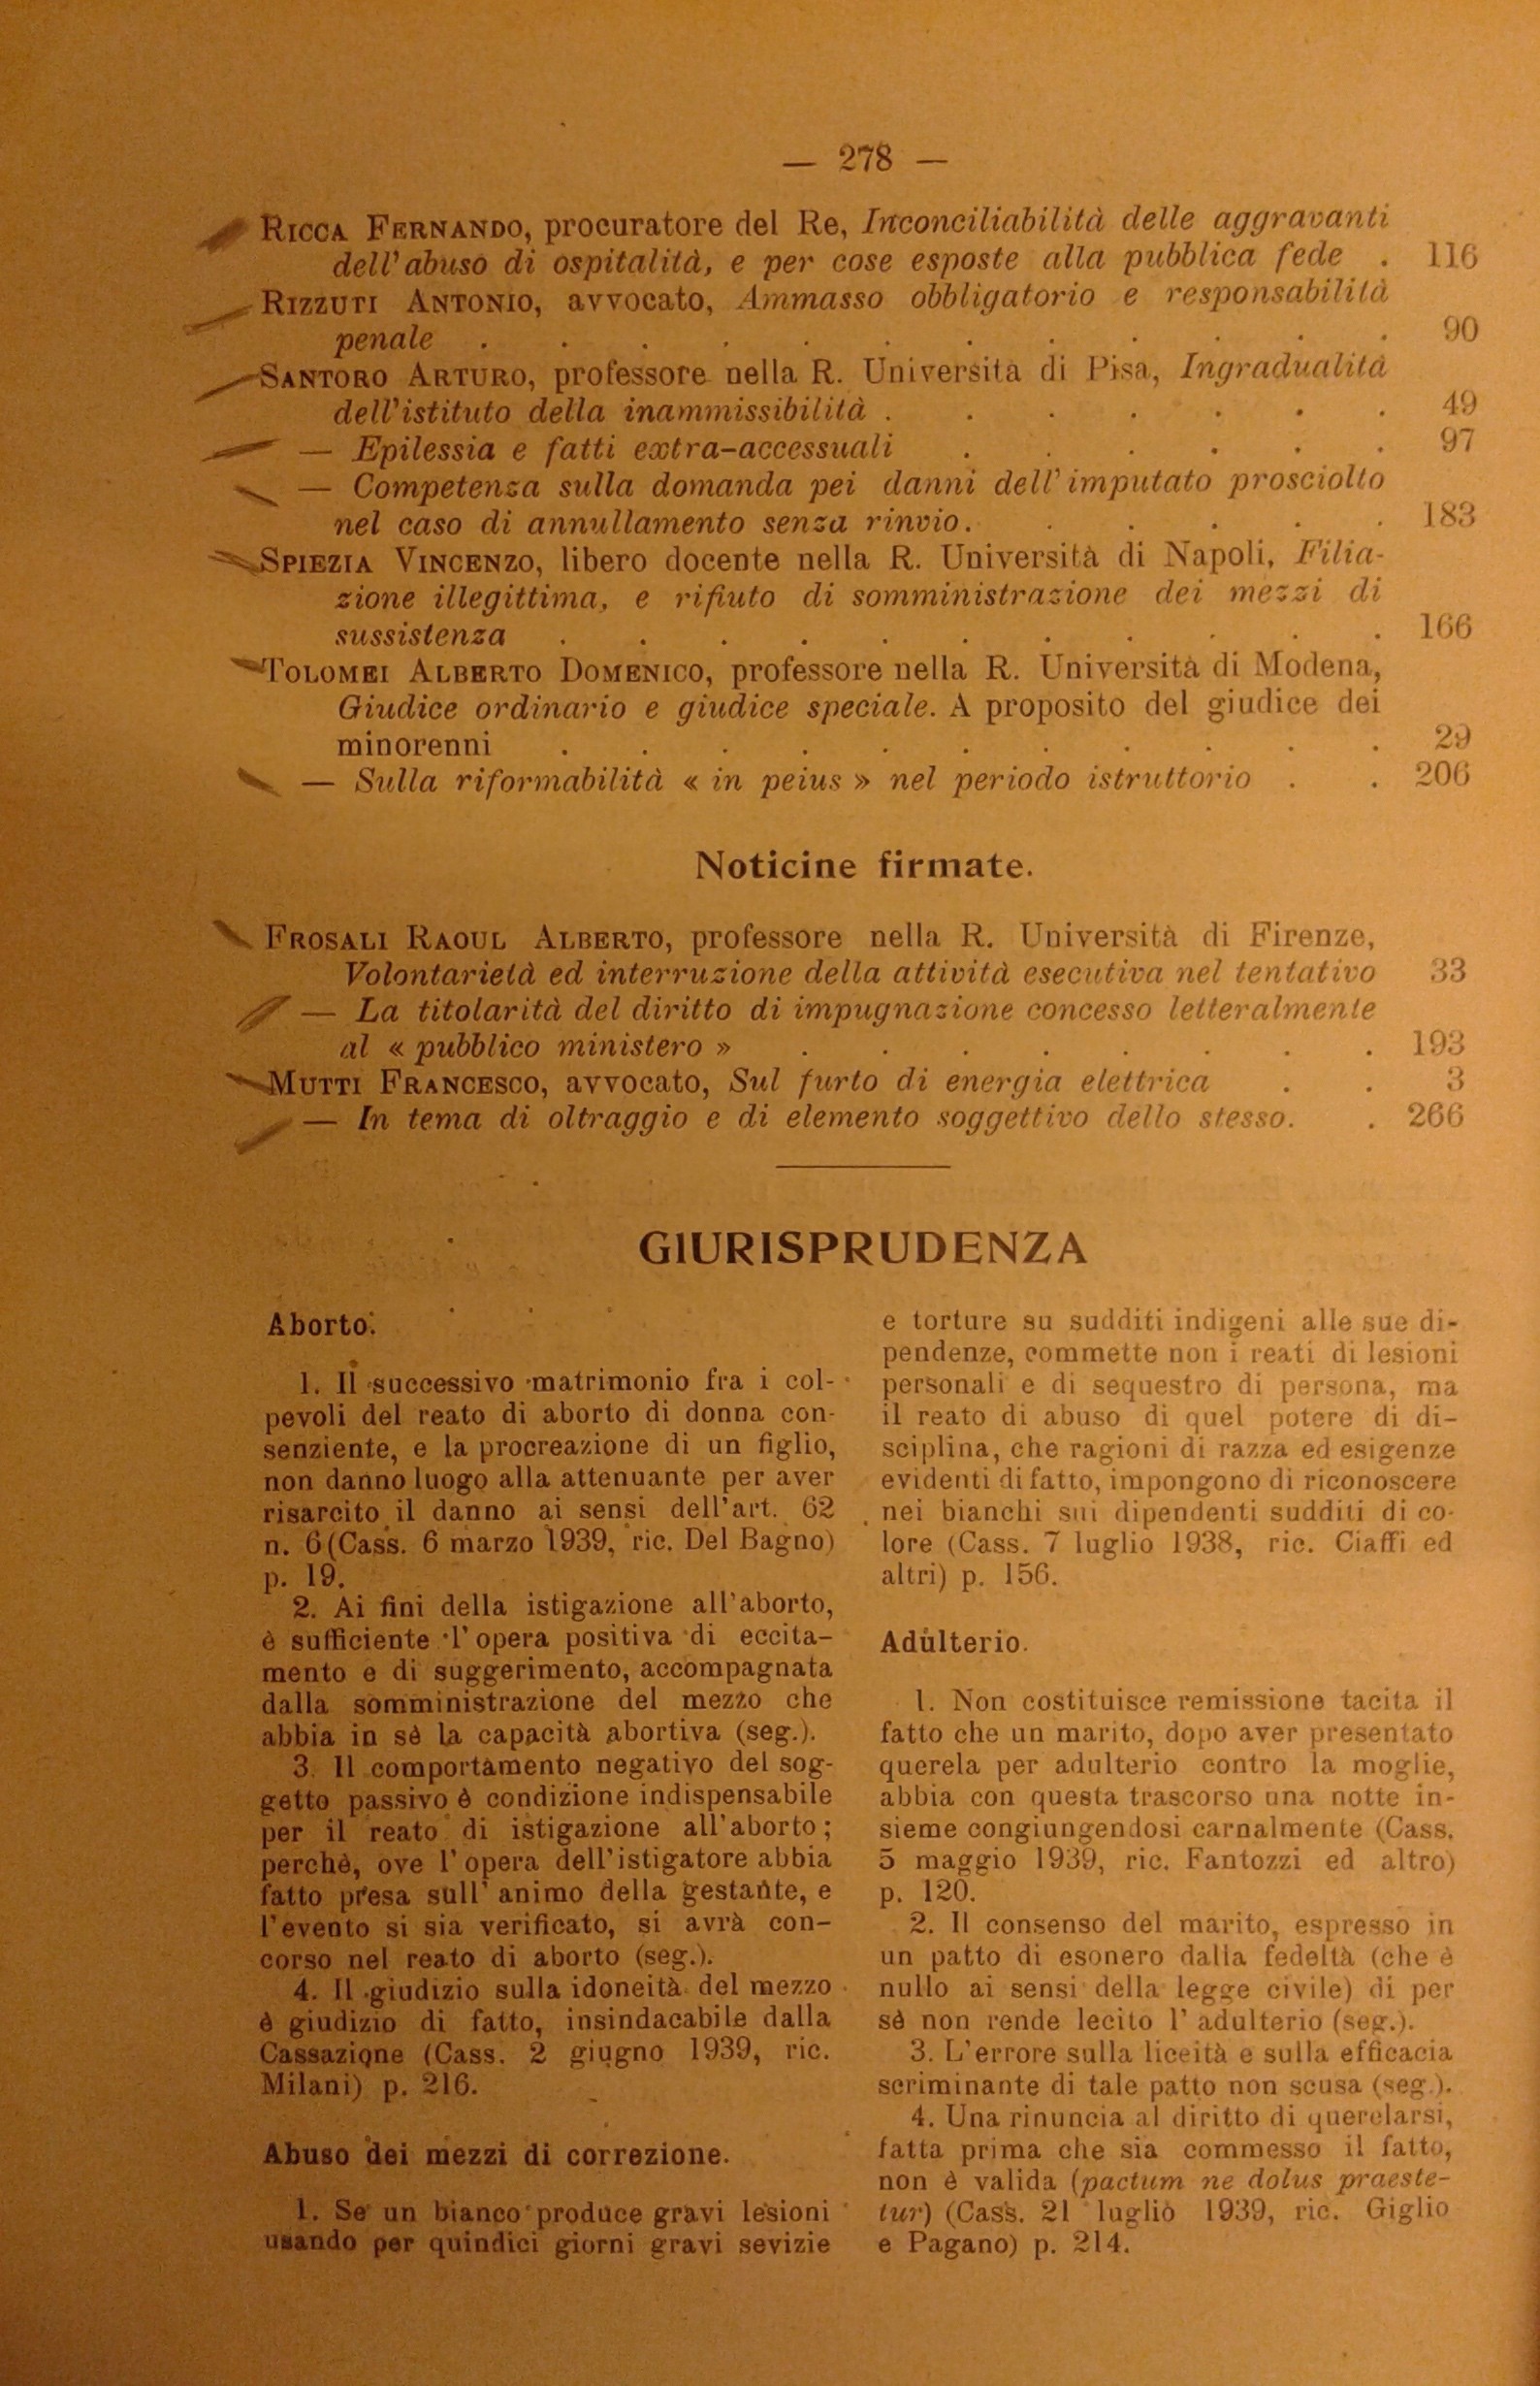 — 278 —
Ricca Fernando, procuratore del Re, Inconciliabilità delle aggravanti
dell'abuso di ospitalità, e per cose esposte alla pubblica fede . 116
Rizzuti Antonio, avvocato, Ammasso obbligatorio e responsabilità
penale . . . . . . . . . . . . 90
Santoro Arturo, professore nella R. Università di Pisa, Ingradualità
dell'istituto della inammissibilità . . . . . . . 49
— Epilessia e fatti extra-accessuali . . . . . . 97
— Competenza sulla domanda pei danni dell'imputato prosciolto
nel caso di annullamento senza rinvio. . . . . . 183
Spiezia Vincenzo, libero docente nella R. Università di Napoli, Filia-
zione illegittima, e rifiuto di somministrazione dei mezzi di
sussistenza . . . . . . . . . . . 166
Tolomei Alberto Domenico, professore nella R. Università di Modena,
Giudice ordinario e giudice speciale. A proposito del giudice dei
minorenni . . . . . . . . . . . 29
— Sulla riformabilità « in peius » nel periodo istruttorio . . 206
Noticine firmate.
Frosali Raoul Alberto, professore nella R. Università di Firenze,
Volontarietà ed interruzione della attività esecutiva nel tentativo 33
— La titolarità del diritto di impugnazione concesso letteralmente
al « pubblico ministero » . . . . . . . . 193
Mutti Francesco, avvocato, Sul furto di energia elettrica . . 3
— In tema di oltraggio e di elemento soggettivo dello stesso. . 266
GIURISPRUDENZA
Aborto.
1. Il successivo matrimonio fra i col-
pevoli del reato di aborto di donna con-
senziente, e la procreazione di un figlio,
non danno luogo alla attenuante per aver
risarcito il danno ai sensi dell'art. 62
n. 6 (Cass. 6 marzo 1939, ric. Del Bagno)
p. 19.
2. Ai fini della istigazione all'aborto,
è sufficiente l'opera positiva di eccita-
mento e di suggerimento, accompagnata
dalla somministrazione del mezzo che
abbia in sè la capacità abortiva (seg.).
3. Il comportamento negativo del sog-
getto passivo è condizione indispensabile
per il reato di istigazione all'aborto;
perchè, ove l'opera dell'istigatore abbia
fatto presa sull'animo della gestante, e
l'evento si sia verificato, si avrà con-
corso nel reato di aborto (seg.).
4. Il giudizio sulla idoneità del mezzo
è giudizio di fatto, insindacabile dalla
Cassazione (Cass. 2 giugno 1939, ric.
Milani) p. 216.
Abuso dei mezzi di correzione.
1. Se un bianco produce gravi lesioni
usando per quindici giorni gravi sevizie
e torture su sudditi indigeni alle sue di-
pendenze, commette non i reati di lesioni
personali e di sequestro di persona, ma
il reato di abuso di quel potere di di-
sciplina, che ragioni di razza ed esigenze
evidenti di fatto, impongono di riconoscere
nei bianchi sui dipendenti sudditi di co-
lore (Cass. 7 luglio 1938, ric. Ciaffi ed
altri) p. 156.
Adulterio.
1. Non costituisce remissione tacita il
fatto che un marito, dopo aver presentato
querela per adulterio contro la moglie,
abbia con questa trascorso una notte in-
sieme congiungendosi carnalmente (Cass.
5 maggio 1939, ric. Fantozzi ed altro)
p. 120.
2. Il consenso del marito, espresso in
un patto di esonero dalla fedeltà (che è
nullo ai sensi della legge civile) di per
sè non rende lecito l'adulterio (seg.).
3. L'errore sulla liceità e sulla efficacia
scriminante di tale patto non scusa (seg.).
4. Una rinuncia al diritto di querelarsi,
fatta prima che sia commesso il fatto,
non è valida (pactum ne dolus praeste-
tur) (Cass. 21 luglio 1939, ric. Giglio
e Pagano) p. 214.